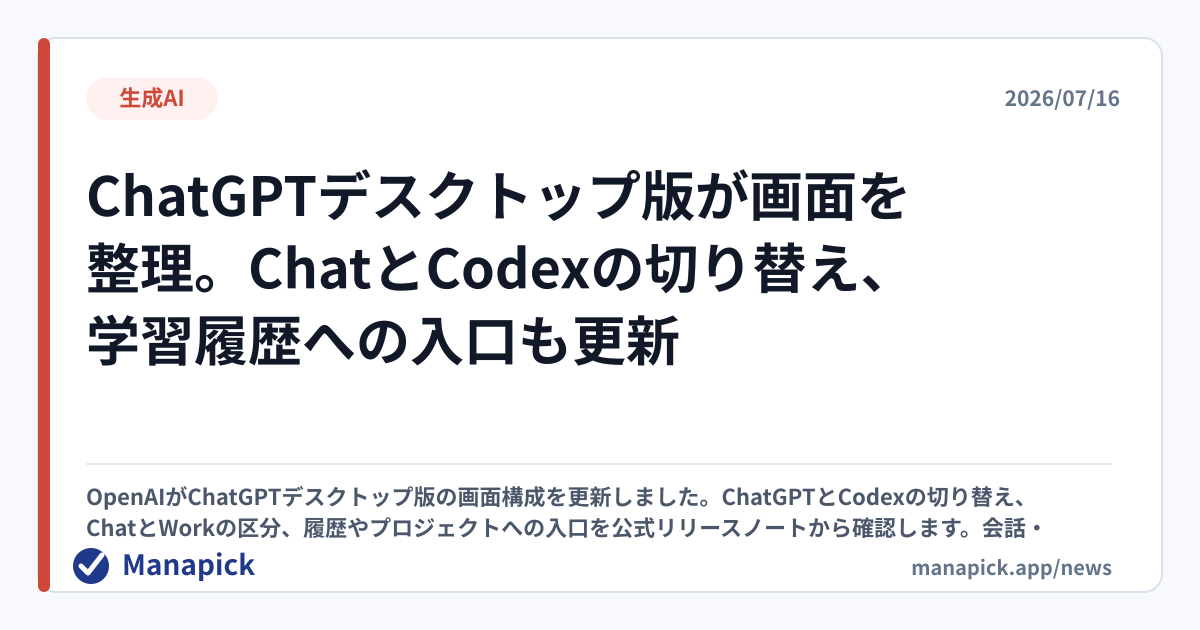 生成AI
2026/07/16
ChatGPTデスクトップ版が画面を
整理。ChatとCodexの切り替え、
学習履歴への入口も更新
OpenAIがChatGPTデスクトップ版の画面構成を更新しました。ChatGPTとCodexの切り替え、
ChatとWorkの区分、履歴やプロジェクトへの入口を公式リリースノートから確認します。会話・
Manapick
manapick.app/news